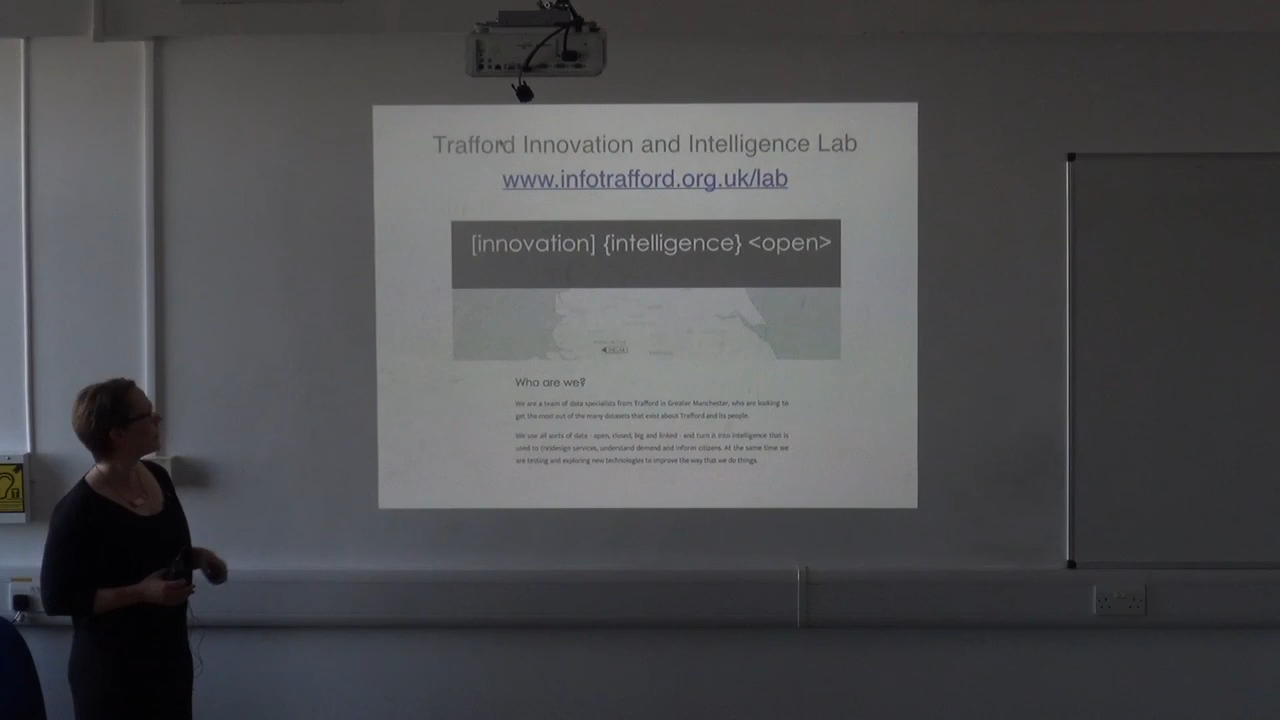 Trafford Innovation and Intelligence Lab
www.infotrafford.org.uk/lab
[innovation] {intelligence} <open>
Who are we?
We are a team of data specialists from Trafford in Greater Manchester, who are looking to
get the most out of the many datasets that exist about Trafford and its people.
We use all sorts of data - open, closed, big and linked - and turn it into intelligence that is
used to (re)design services, understand demand and inform citizens. At the same time we
are testing and exploring new technologies to improve the way that we do things.